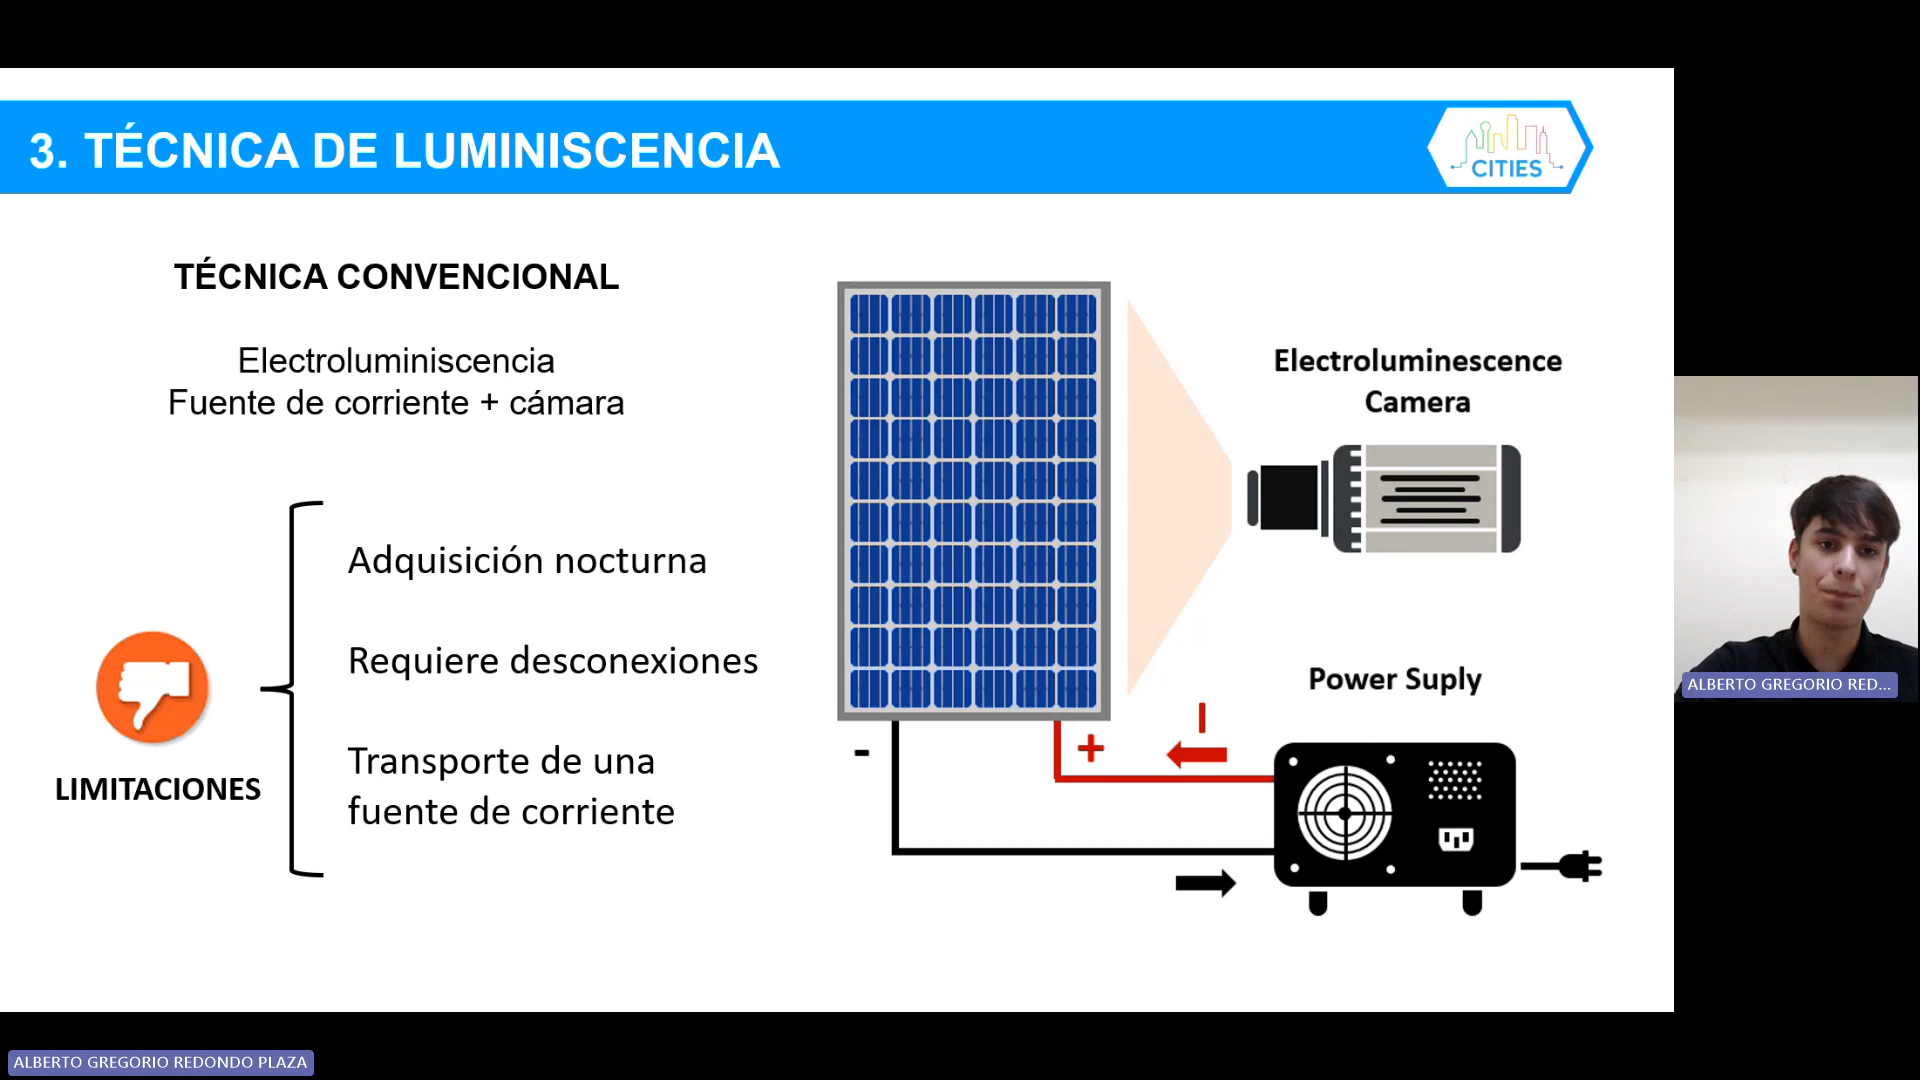 3. TÉCNICA DE LUMINISCENCIA
CITIES
TÉCNICA CONVENCIONAL
Electroluminiscencia
Fuente de corriente + cámara
Adquisición nocturna
Requiere desconexiones
Transporte de una
fuente de corriente
LIMITACIONES
Electroluminescence
Camera
Power Suply
I
+
-
ALBERTO GREGORIO RED...
ALBERTO GREGORIO REDONDO PLAZA